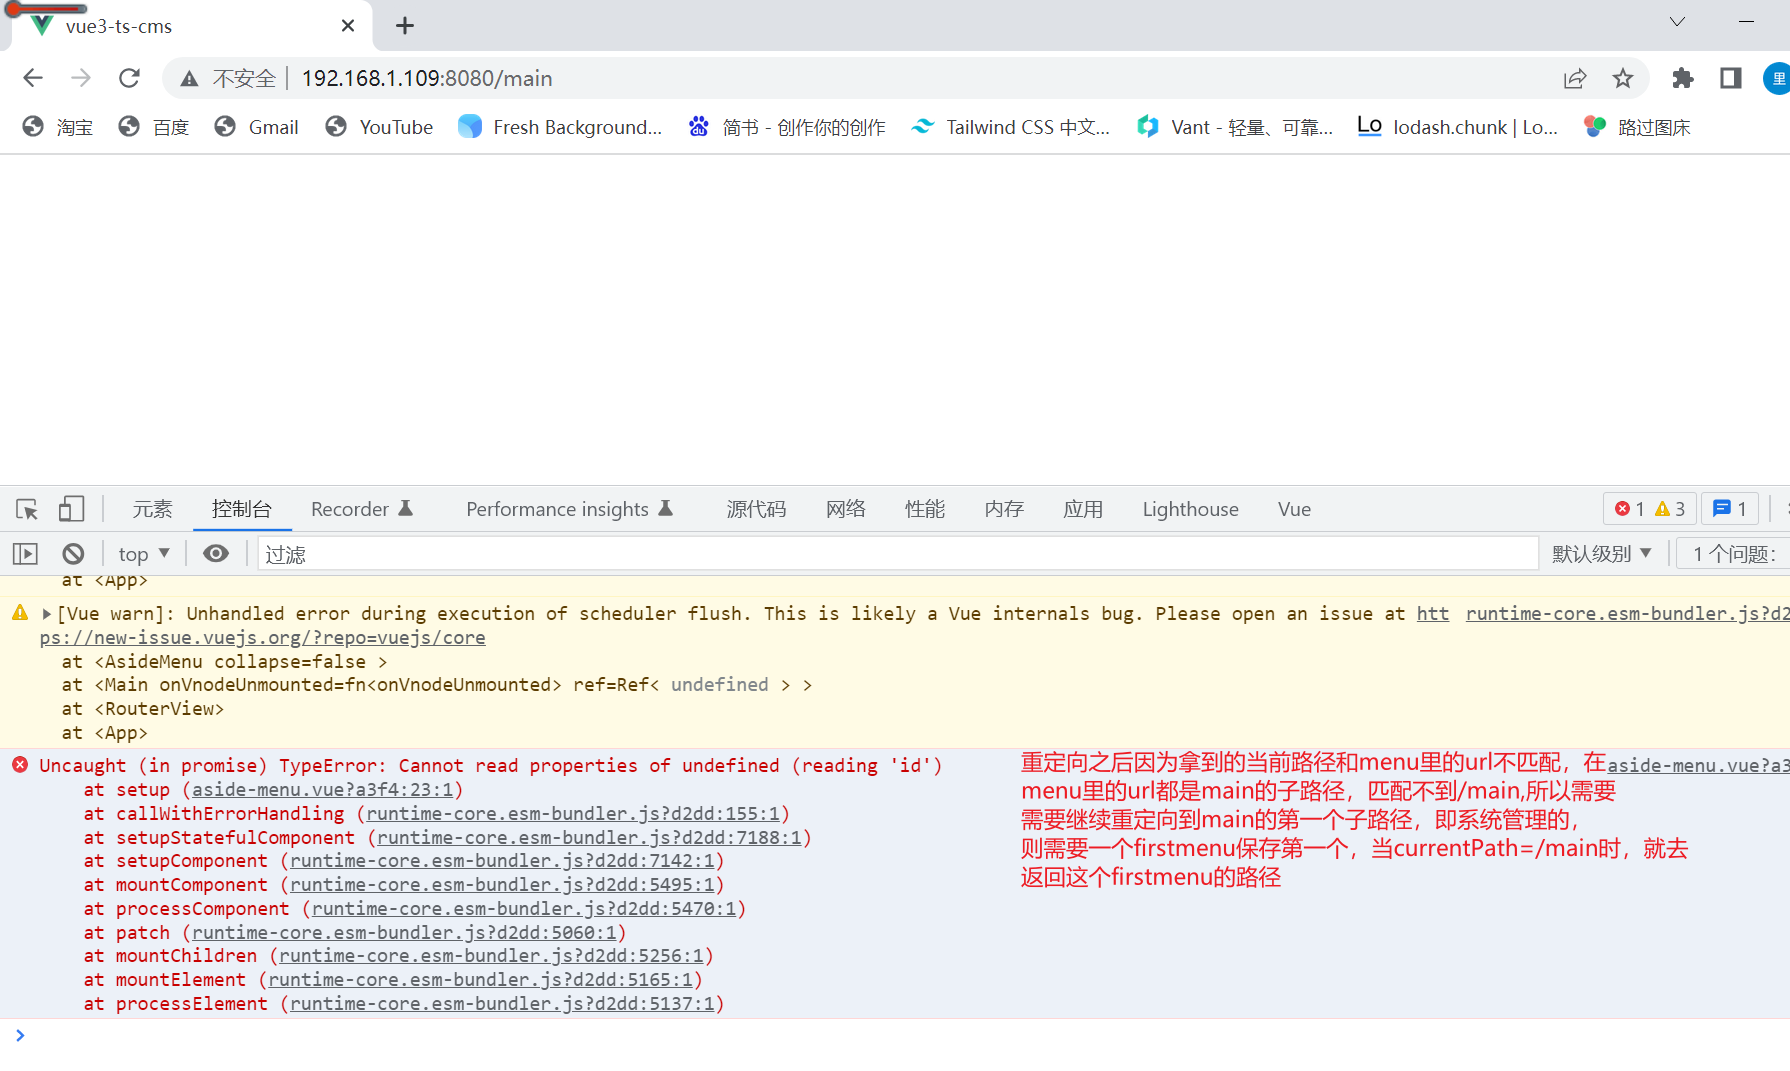 vue3-ts-cms
不安全 192.168.1.109:8080/main
淘宝 百度 Gmail YouTube Fresh Background... 简书 - 创作你的创作 Tailwind CSS 中文... Vant - 轻量、可靠... Lo lodash.chunk | Lo... 路过图床
里
元素 控制台 Recorder Performance insights 源代码 网络 性能 内存 应用 Lighthouse Vue 1 3 1
top 过滤 默认级别 1 个问题:
at <App>
[Vue warn]: Unhandled error during execution of scheduler flush. This is likely a Vue internals bug. Please open an issue at htt runtime-core.esm-bundler.js?d2
ps://new-issue.vuejs.org/?repo=vuejs/core
at <AsideMenu collapse=false >
at <Main onVnodeUnmounted=fn<onVnodeUnmounted> ref=Ref< undefined > >
at <RouterView>
at <App>
Uncaught (in promise) TypeError: Cannot read properties of undefined (reading 'id') aside-menu.vue?a3
at setup (aside-menu.vue?a3f4:23:1)
at callWithErrorHandling (runtime-core.esm-bundler.js?d2dd:155:1)
at setupStatefulComponent (runtime-core.esm-bundler.js?d2dd:7188:1)
at setupComponent (runtime-core.esm-bundler.js?d2dd:7142:1)
at mountComponent (runtime-core.esm-bundler.js?d2dd:5495:1)
at processComponent (runtime-core.esm-bundler.js?d2dd:5470:1)
at patch (runtime-core.esm-bundler.js?d2dd:5060:1)
at mountChildren (runtime-core.esm-bundler.js?d2dd:5256:1)
at mountElement (runtime-core.esm-bundler.js?d2dd:5165:1)
at processElement (runtime-core.esm-bundler.js?d2dd:5137:1)
重定向之后因为拿到的当前路径和menu里的url不匹配，在
menu里的url都是main的子路径，匹配不到/main,所以需要
需要继续重定向到main的第一个子路径，即系统管理的，
则需要一个firstmenu保存第一个，当currentPath=/main时，就去
返回这个firstmenu的路径